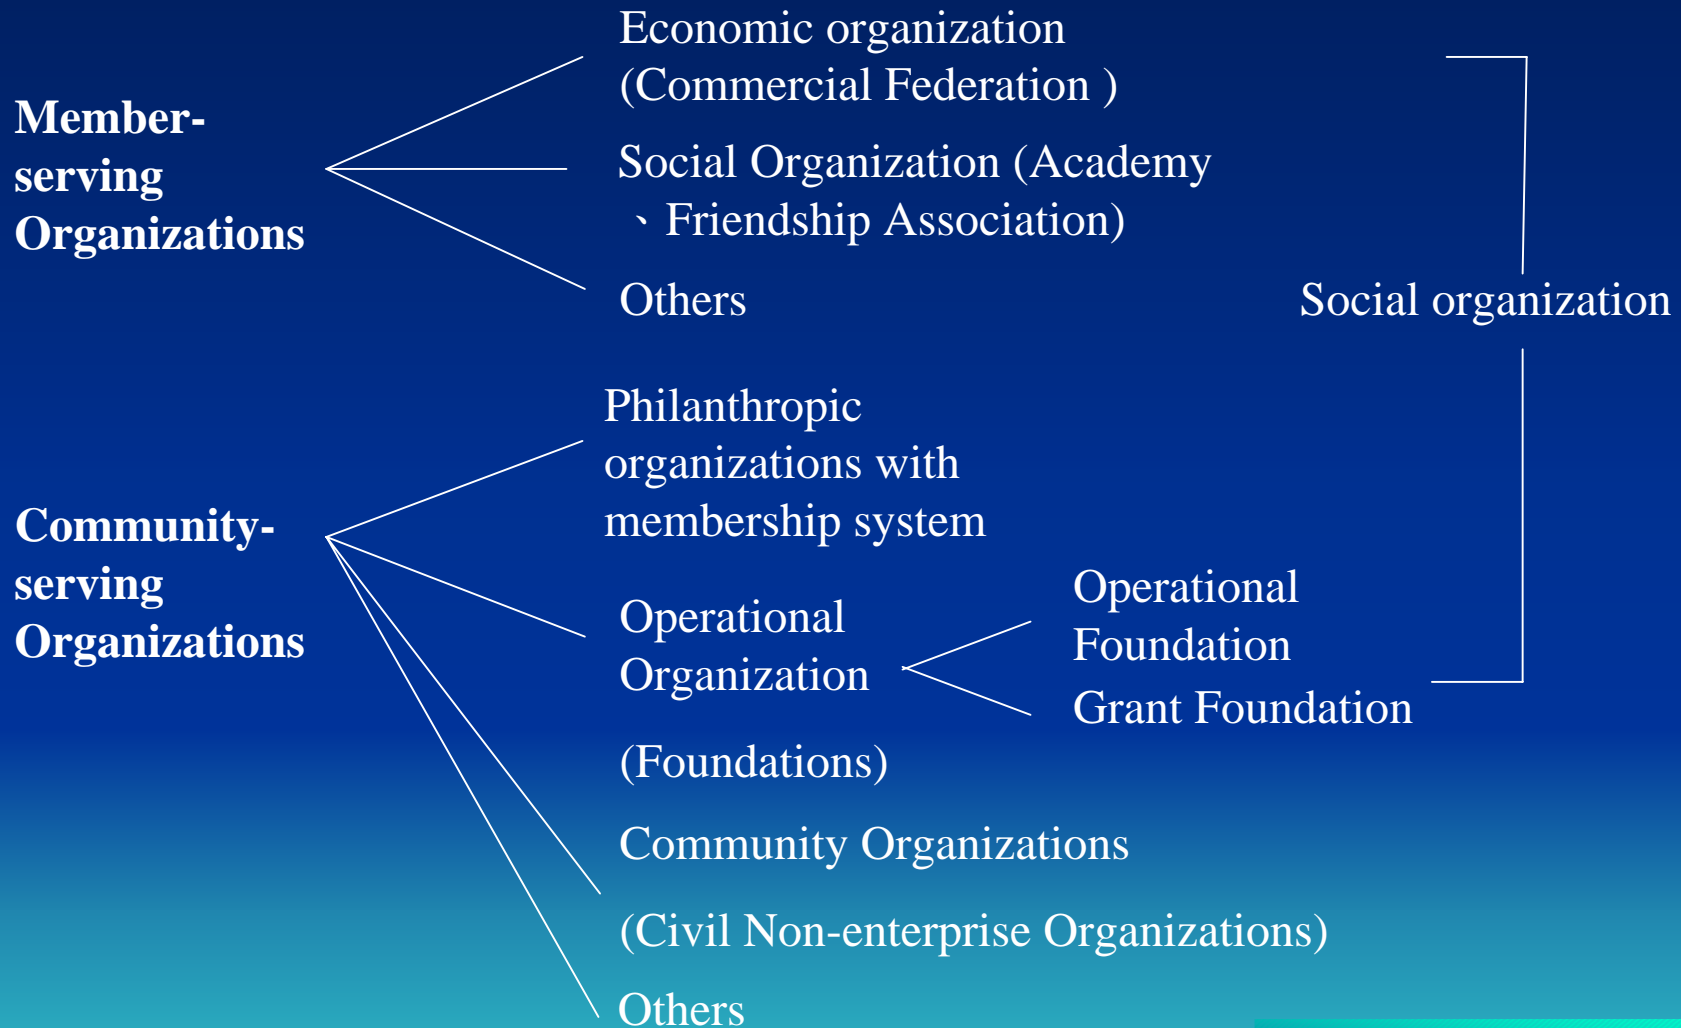 Economic organization
(Commercial Federation )
Member-
serving
Organizations
Social Organization (Academy
、Friendship Association)
Others
Social organization
Philanthropic
organizations with
membership system
Community-
serving
Organizations
Operational
Organization
(Foundations)
Operational
Foundation
Grant Foundation
Community Organizations
(Civil Non-enterprise Organizations)
Others